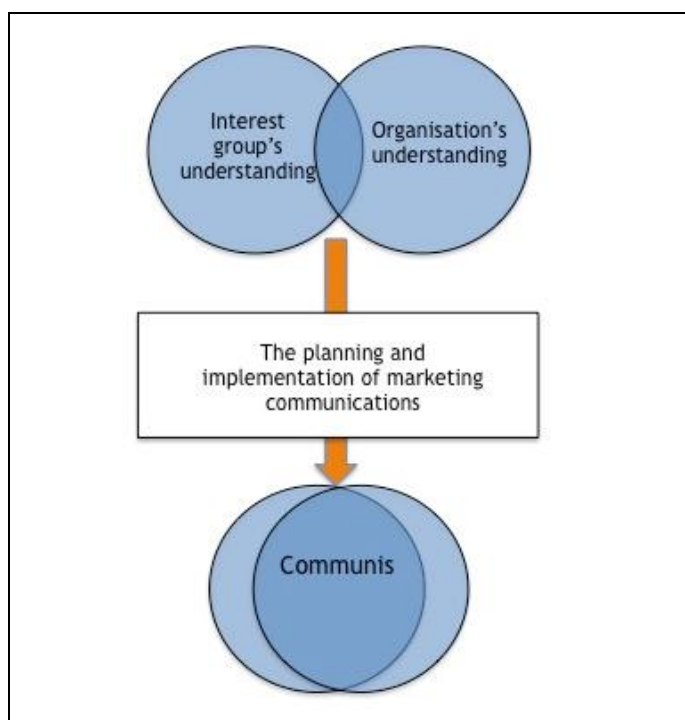 Interest
group's
understanding
Organisation's
understanding
The planning and
implementation of marketing
communications
Communis